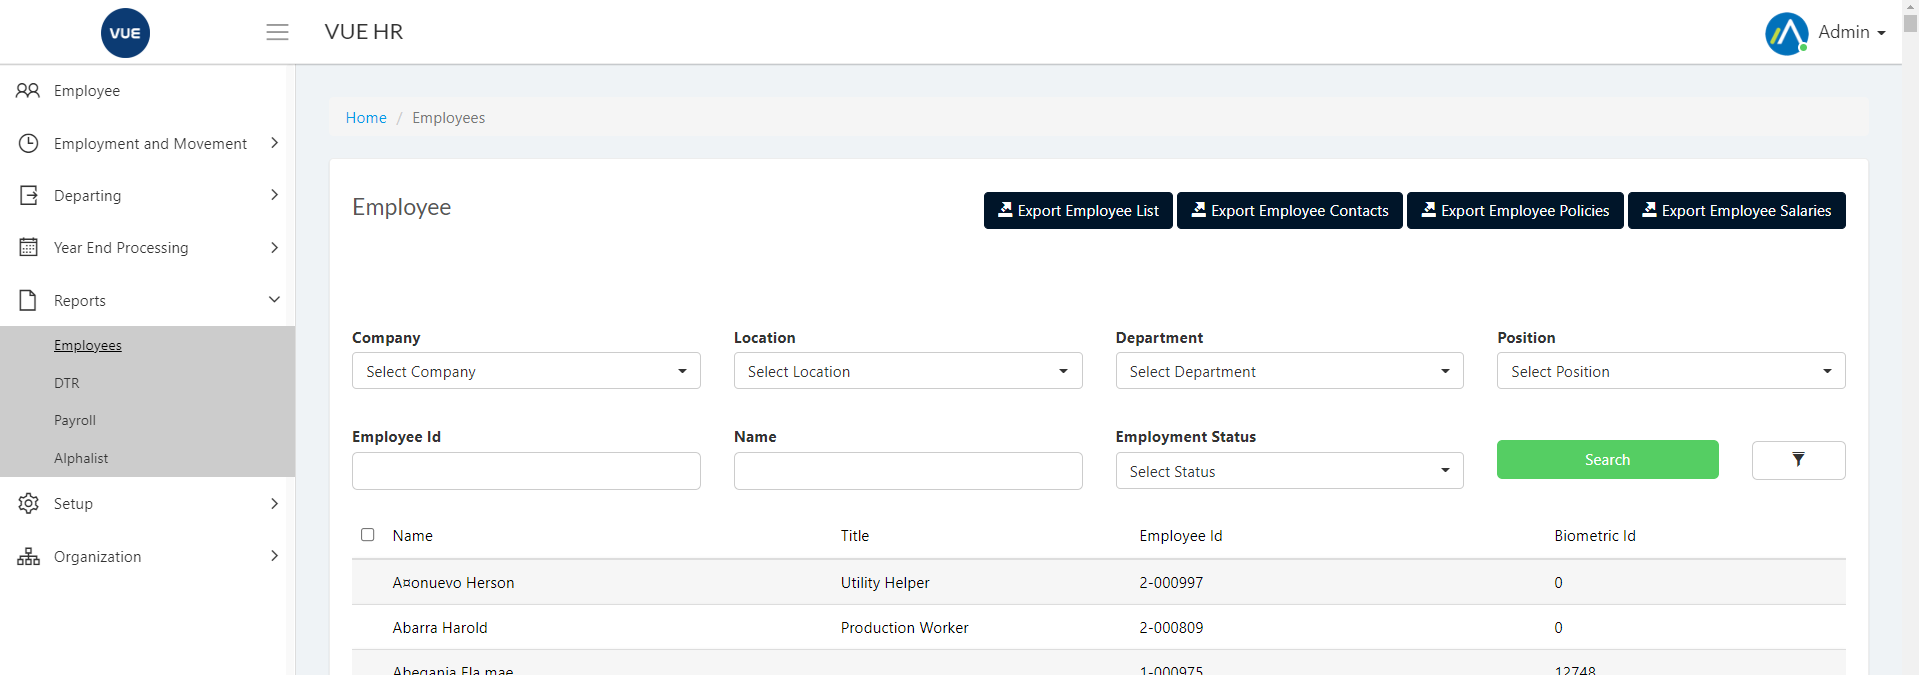 VUE
VUE HR
Admin
Employee
Employment and Movement
Departing
Year End Processing
Reports
Employees
DTR
Payroll
Alphalist
Setup
Organization
Home / Employees
Employee
Export Employee List
Export Employee Contacts
Export Employee Policies
Export Employee Salaries
Company
Location
Department
Position
Select Company
Select Location
Select Department
Select Position
Employee Id
Name
Employment Status
Select Status
Search
Name Title Employee Id Biometric Id
A¤onuevo Herson Utility Helper 2-000997 0
Abarra Harold Production Worker 2-000809 0
Abegania Ela mae 1-000975 12748